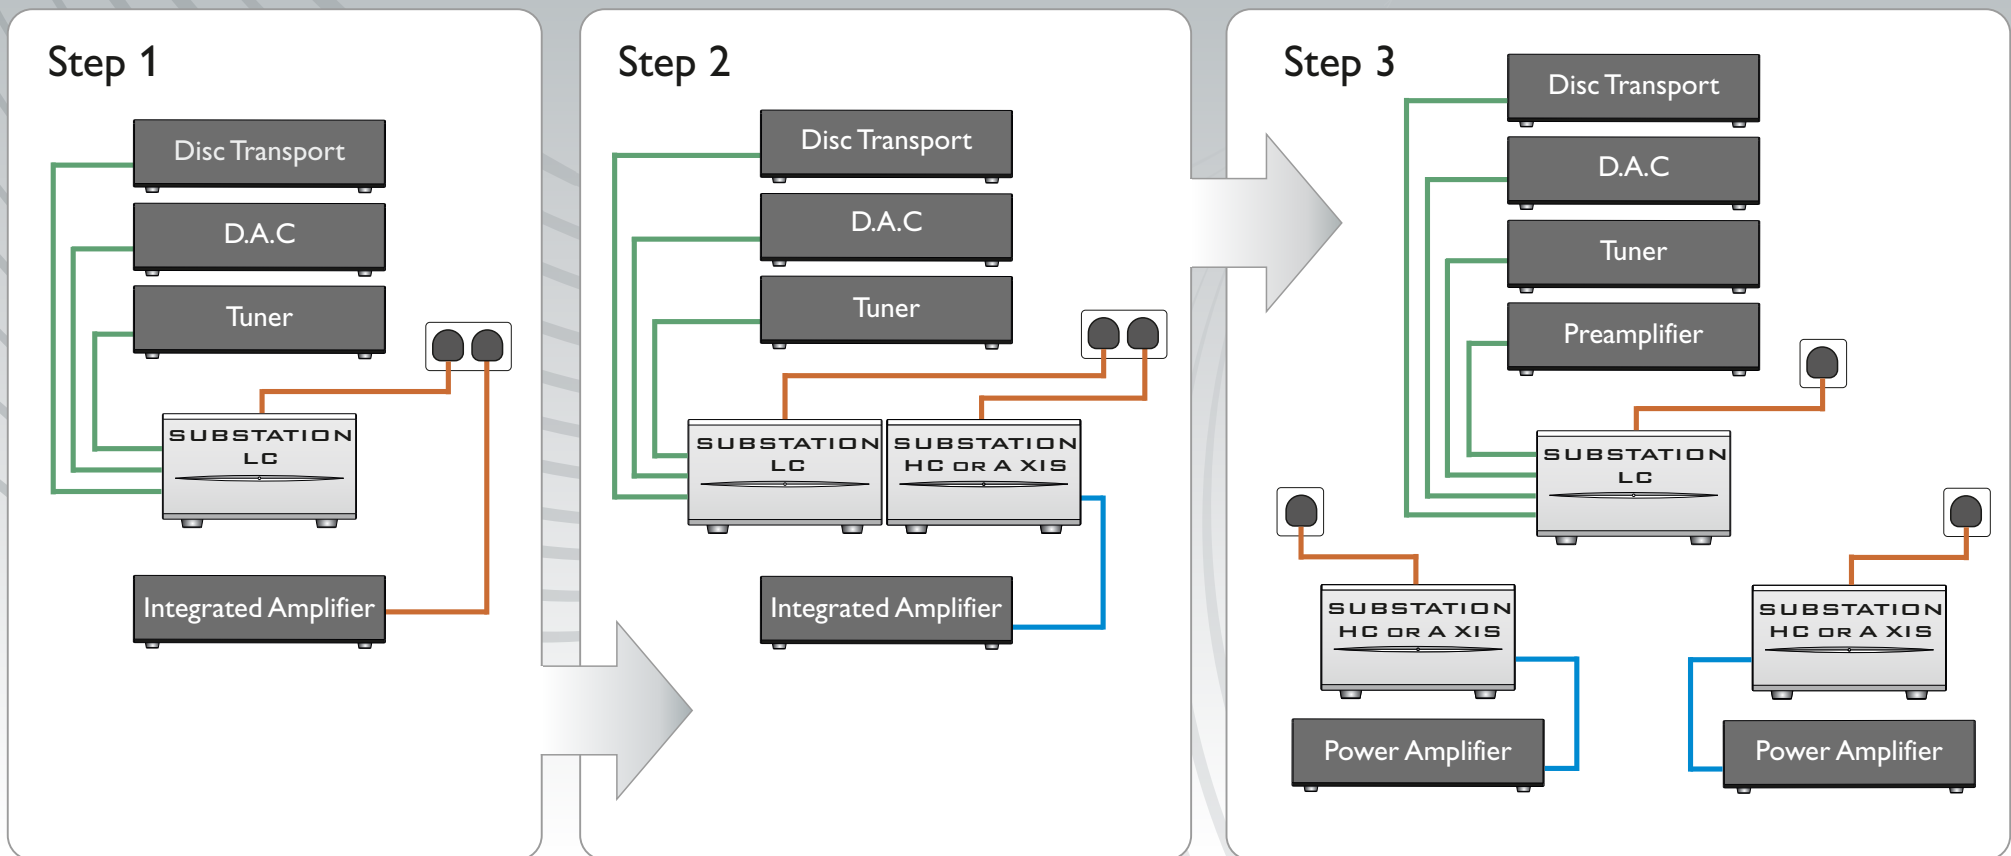 Step 1
Disc Transport
D.A.C
Tuner
SUBSTATION
LC
Integrated Amplifier
Step 2
Disc Transport
D.A.C
Tuner
SUBSTATION
LC
SUBSTATION
HC OR A XIS
Integrated Amplifier
Step 3
Disc Transport
D.A.C
Tuner
Preamplifier
SUBSTATION
LC
SUBSTATION
HC OR A XIS
Power Amplifier
SUBSTATION
HC OR A XIS
Power Amplifier